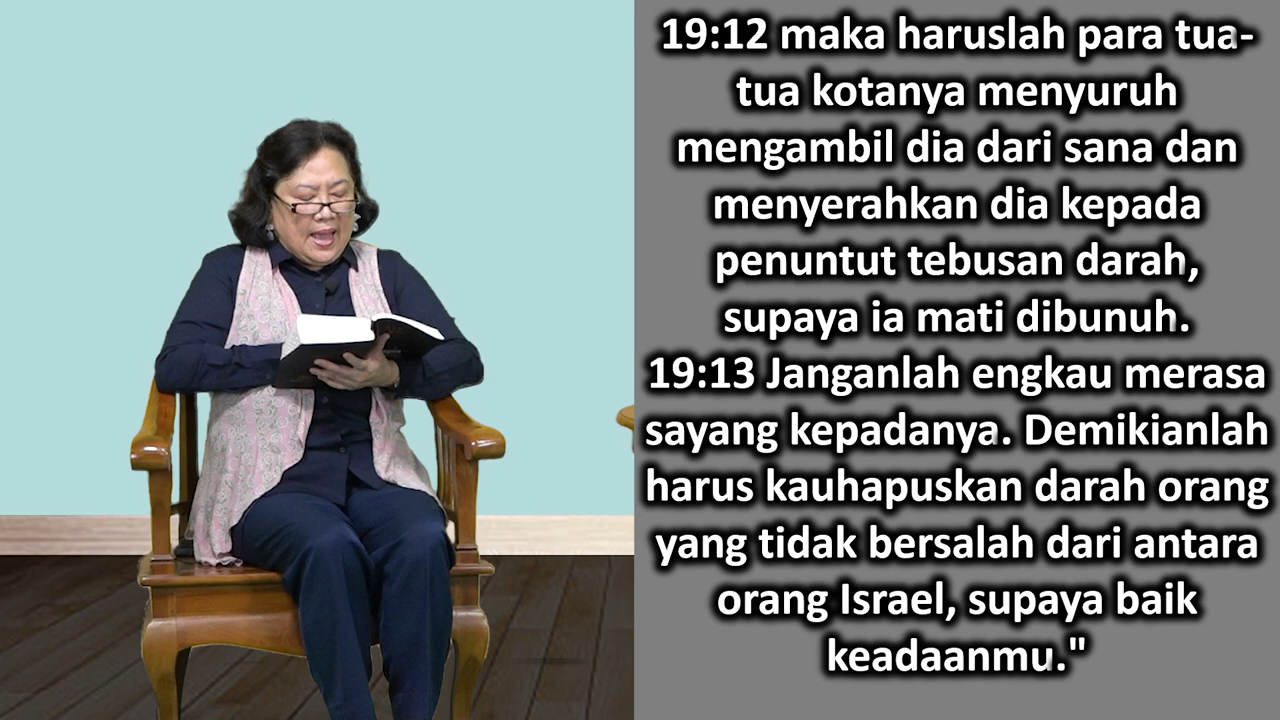 19:12 maka haruslah para tua-
tua kotanya menyuruh
mengambil dia dari sana dan
menyerahkan dia kepada
penuntut tebusan darah,
supaya ia mati dibunuh.
19:13 Janganlah engkau merasa
sayang kepadanya. Demikianlah
harus kauhapuskan darah orang
yang tidak bersalah dari antara
orang Israel, supaya baik
keadaanmu."